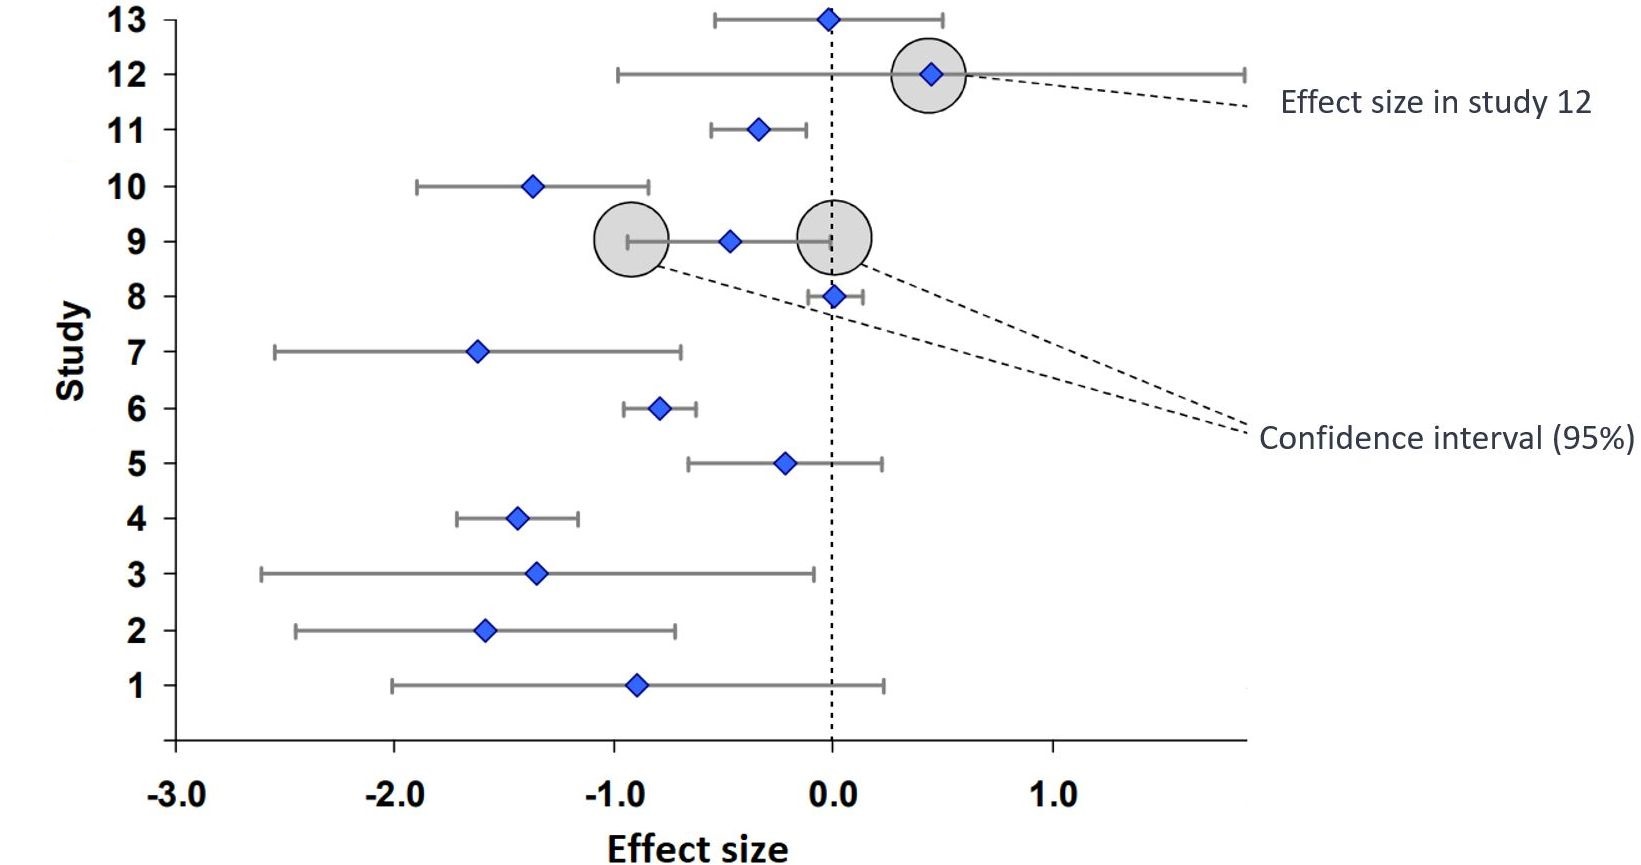 13
12
Effect size in study 12
11
10
9
8
7
6
Confidence interval (95%)
5
4
3
2
1
Study
-3.0 -2.0 -1.0 0.0 1.0
Effect size